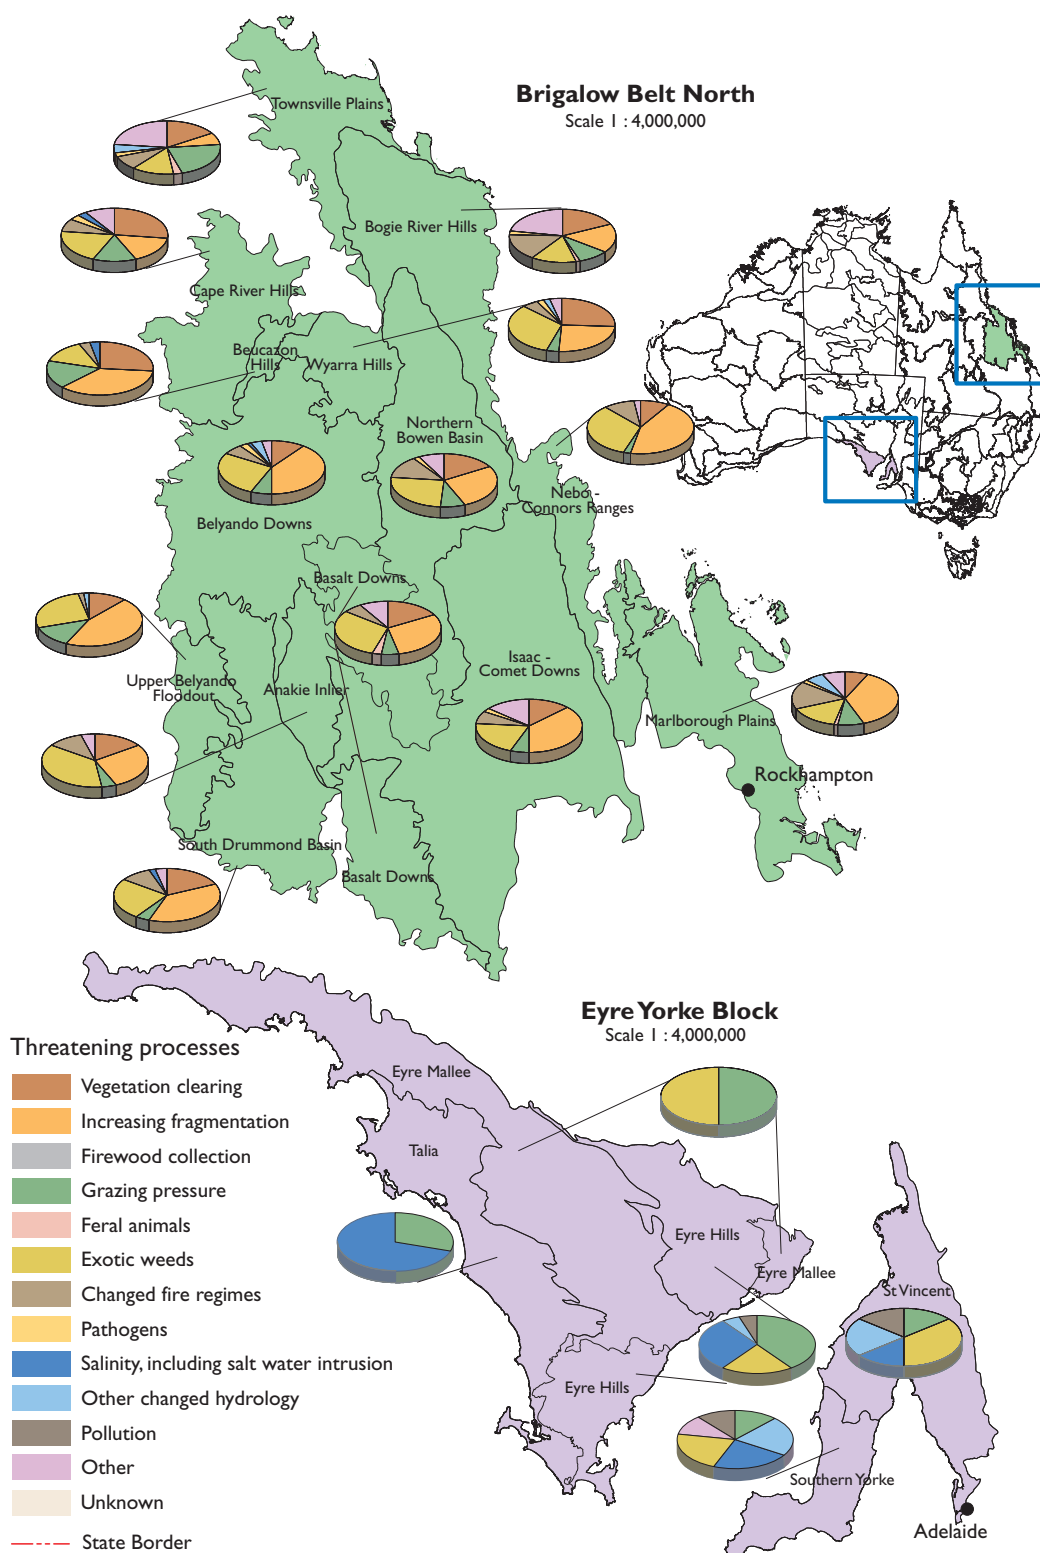 Brigalow Belt North
Scale 1 : 4,000,000
Townsville Plains
Bogie River Hills
Cape River Hills
Beucazon
Hills
Wyarra Hills
Northern
Bowen Basin
Nebo -
Connors Ranges
Belyando Downs
Basalt Downs
Isaac -
Comet Downs
Upper Belyando
Floodout
Anakie Inlier
Marlborough Plains
Rockhampton
South Drummond Basin
Basalt Downs
Eyre Yorke Block
Scale 1 : 4,000,000
Threatening processes
Vegetation clearing
Increasing fragmentation
Firewood collection
Grazing pressure
Feral animals
Exotic weeds
Changed fire regimes
Pathogens
Salinity, including salt water intrusion
Other changed hydrology
Pollution
Other
Unknown
State Border
Eyre Mallee
Talia
Eyre Hills
Eyre Mallee
St Vincent
Eyre Hills
Southern Yorke
Adelaide